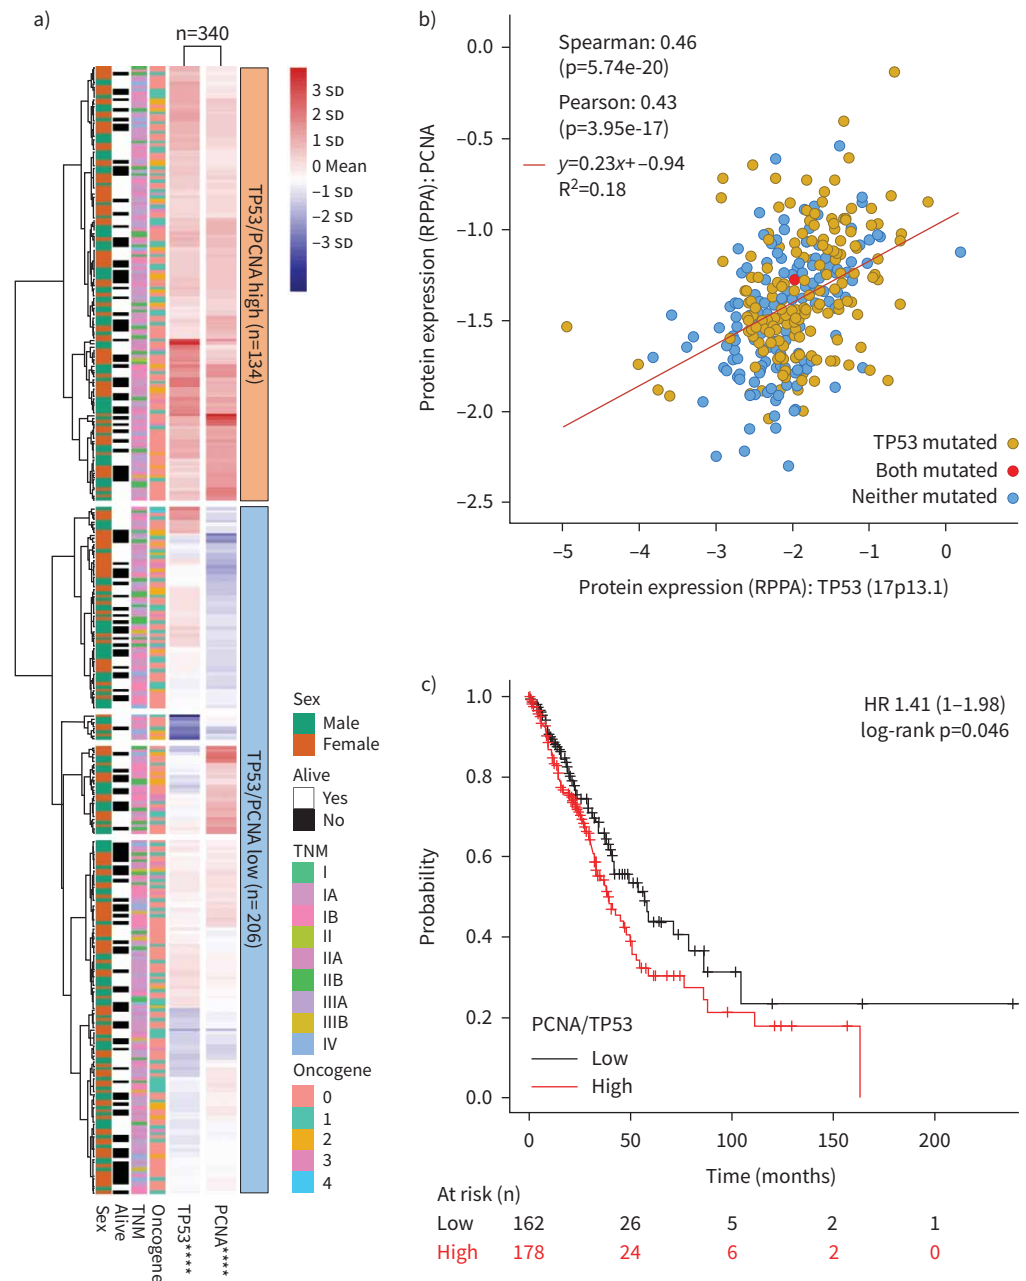 a)
n=340
3 SD
2 SD
1 SD
0 Mean
–1 SD
–2 SD
–3 SD
TP53/PCNA high (n=134)
TP53/PCNA low (n= 206)
Sex
Male
Female
Alive
Yes
No
TNM
I
IA
IB
II
IIA
IIB
IIIA
IIIB
IV
Oncogene
0
1
2
3
4
Sex
Alive
TNM
Oncogene
TP53****
PCNA****
b)
Protein expression (RPPA): PCNA
0.0
–0.5
–1.0
–1.5
–2.0
–2.5
Spearman: 0.46
(p=5.74e-20)
Pearson: 0.43
(p=3.95e-17)
y=0.23x+–0.94
R²=0.18
TP53 mutated
Both mutated
Neither mutated
–5 –4 –3 –2 –1 0
Protein expression (RPPA): TP53 (17p13.1)
c)
Probability
1.0
0.8
0.6
0.4
0.2
0.0
HR 1.41 (1–1.98)
log-rank p=0.046
PCNA/TP53
Low
High
0 50 100 150 200
Time (months)
At risk (n)
Low 162 26 5 2 1
High 178 24 6 2 0